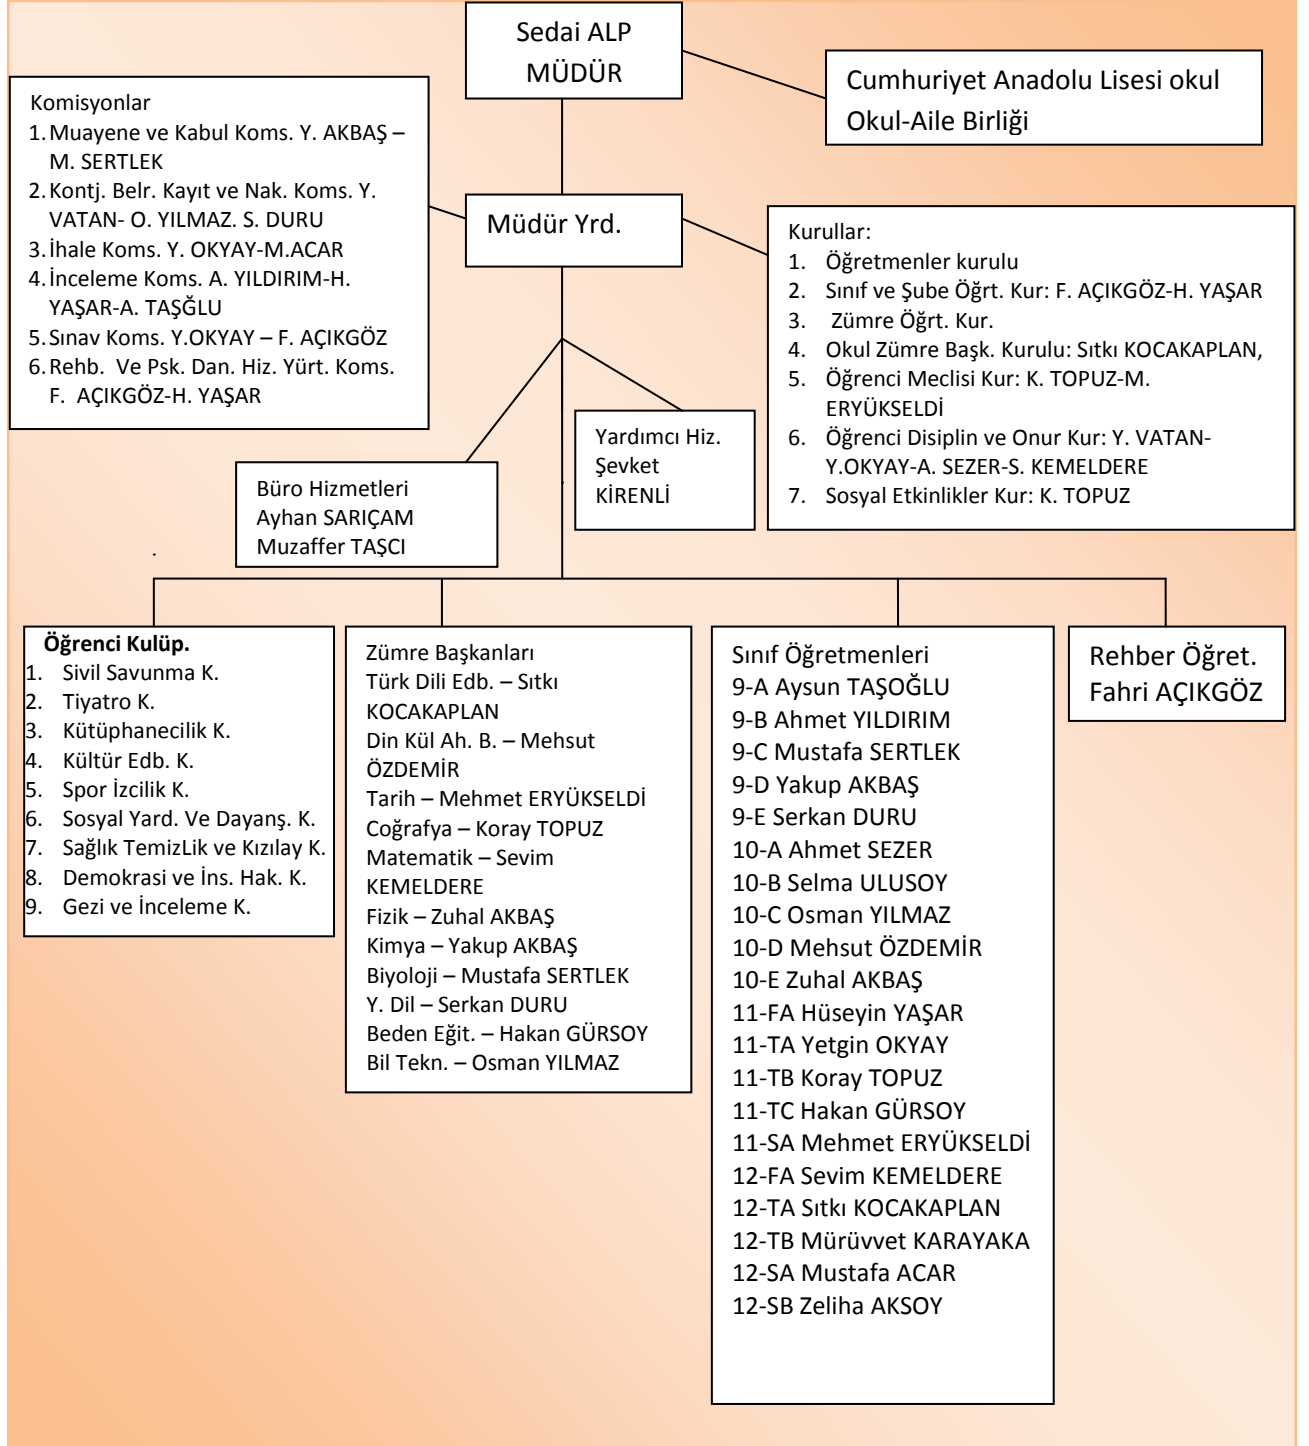 Sedai ALP
MÜDÜR
Cumhuriyet Anadolu Lisesi okul
Okul-Aile Birliği
Komisyonlar
1. Muayene ve Kabul Koms. Y. AKBAŞ –
M. SERTLEK
2. Kontj. Belr. Kayıt ve Nak. Koms. Y.
VATAN- O. YILMAZ. S. DURU
3. İhale Koms. Y. OKYAY-M.ACAR
4. İnceleme Koms. A. YILDIRIM-H.
YAŞAR-A. TAŞĞLU
5. Sınav Koms. Y.OKYAY – F. AÇIKGÖZ
6. Rehb. Ve Psk. Dan. Hiz. Yürt. Koms.
F. AÇIKGÖZ-H. YAŞAR
Müdür Yrd.
Kurullar:
1. Öğretmenler kurulu
2. Sınıf ve Şube Öğrt. Kur: F. AÇIKGÖZ-H. YAŞAR
3. Zümre Öğrt. Kur.
4. Okul Zümre Başk. Kurulu: Sıtkı KOCAKAPLAN,
5. Öğrenci Meclisi Kur: K. TOPUZ-M.
ERYÜKSELDİ
6. Öğrenci Disiplin ve Onur Kur: Y. VATAN-
Y.OKYAY-A. SEZER-S. KEMELDERE
7. Sosyal Etkinlikler Kur: K. TOPUZ
Büro Hizmetleri
Ayhan SARIÇAM
Muzaffer TAŞCI
Yardımcı Hiz.
Şevket
KİRENLİ
Öğrenci Kulüp.
1. Sivil Savunma K.
2. Tiyatro K.
3. Kütüphanecilik K.
4. Kültür Edb. K.
5. Spor İzcilik K.
6. Sosyal Yard. Ve Dayanş. K.
7. Sağlık TemizLik ve Kızılay K.
8. Demokrasi ve İns. Hak. K.
9. Gezi ve İnceleme K.
Zümre Başkanları
Türk Dili Edb. – Sıtkı
KOCAKAPLAN
Din Kül Ah. B. – Mehsut
ÖZDEMİR
Tarih – Mehmet ERYÜKSELDİ
Coğrafya – Koray TOPUZ
Matematik – Sevim
KEMELDERE
Fizik – Zuhal AKBAŞ
Kimya – Yakup AKBAŞ
Biyoloji – Mustafa SERTLEK
Y. Dil – Serkan DURU
Beden Eğit. – Hakan GÜRSOY
Bil Tekn. – Osman YILMAZ
Sınıf Öğretmenleri
9-A Aysun TAŞOĞLU
9-B Ahmet YILDIRIM
9-C Mustafa SERTLEK
9-D Yakup AKBAŞ
9-E Serkan DURU
10-A Ahmet SEZER
10-B Selma ULUSOY
10-C Osman YILMAZ
10-D Mehsut ÖZDEMİR
10-E Zuhal AKBAŞ
11-FA Hüseyin YAŞAR
11-TA Yetgin OKYAY
11-TB Koray TOPUZ
11-TC Hakan GÜRSOY
11-SA Mehmet ERYÜKSELDİ
12-FA Sevim KEMELDERE
12-TA Sıtkı KOCAKAPLAN
12-TB Mürüvvet KARAYAKA
12-SA Mustafa ACAR
12-SB Zeliha AKSOY
Rehber Öğret.
Fahri AÇIKGÖZ